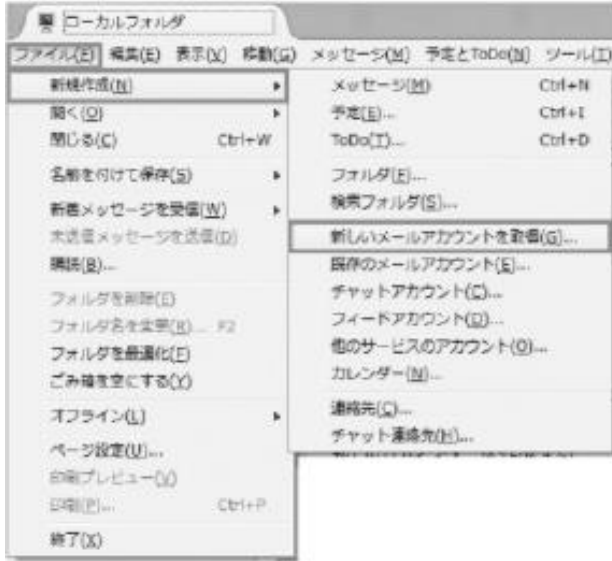 ローカルフォルダ
ファイル(F) 編集(E) 表示(V) 移動(G) メッセージ(M) 予定とToDo(N) ツール(T)
新規作成(N)
開く(O)
閉じる(C) Ctrl+W
名前を付けて保存(S)
新着メッセージを受信(W)
未送信メッセージを送信(D)
購読(B)...
フォルダを削除(E)
フォルダ名を変更(R)... F2
フォルダを最適化(F)
ごみ箱を空にする(Y)
オフライン(L)
ページ設定(U)...
印刷プレビュー(V)
印刷(P)... Ctrl+P
終了(X)
メッセージ(M) Ctrl+N
予定(E)... Ctrl+I
ToDo(T)... Ctrl+D
フォルダ(F)...
検索フォルダ(S)...
新しいメールアカウントを取得(G)...
既存のメールアカウント(E)...
チャットアカウント(C)...
フィードアカウント(D)...
他のサービスのアカウント(O)...
カレンダー(N)...
連絡先(C)...
チャット連絡先(H)...